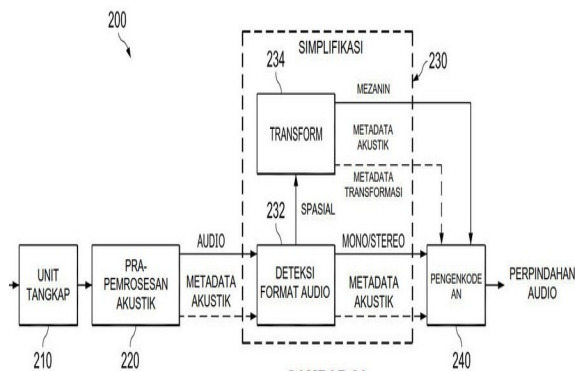 200
SIMPLIFIKASI
234
230
MEZANIN
TRANSFORM
METADATA
AKUSTIK
METADATA
TRANSFORMASI
232
SPASIAL
AUDIO
MONO/STEREO
UNIT
TANGKAP
PRA-
PEMROSESAN
AKUSTIK
METADATA
AKUSTIK
DETEKSI
FORMAT AUDIO
METADATA
AKUSTIK
PENGENKODE
AN
PERPINDAHAN
AUDIO
210
220
240